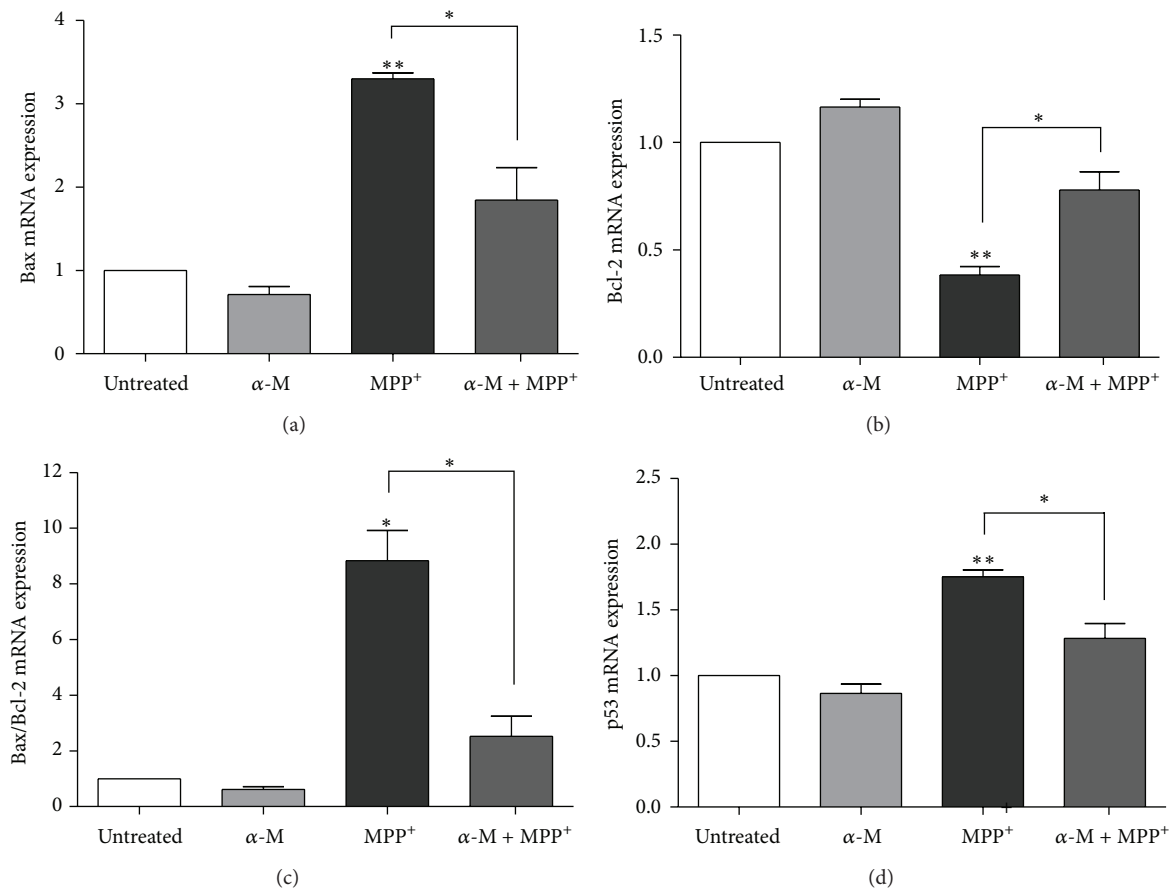 4
3
2
1
0
Bax mRNA expression
**
*
Untreated
α-M
MPP⁺
α-M + MPP⁺
(a)
1.5
1.0
0.5
0.0
Bcl-2 mRNA expression
**
*
Untreated
α-M
MPP⁺
α-M + MPP⁺
(b)
12
10
8
6
4
2
0
Bax/Bcl-2 mRNA expression
*
*
Untreated
α-M
MPP⁺
α-M + MPP⁺
(c)
2.5
2.0
1.5
1.0
0.5
0.0
p53 mRNA expression
**
*
+
Untreated
α-M
MPP⁺
α-M + MPP⁺
(d)